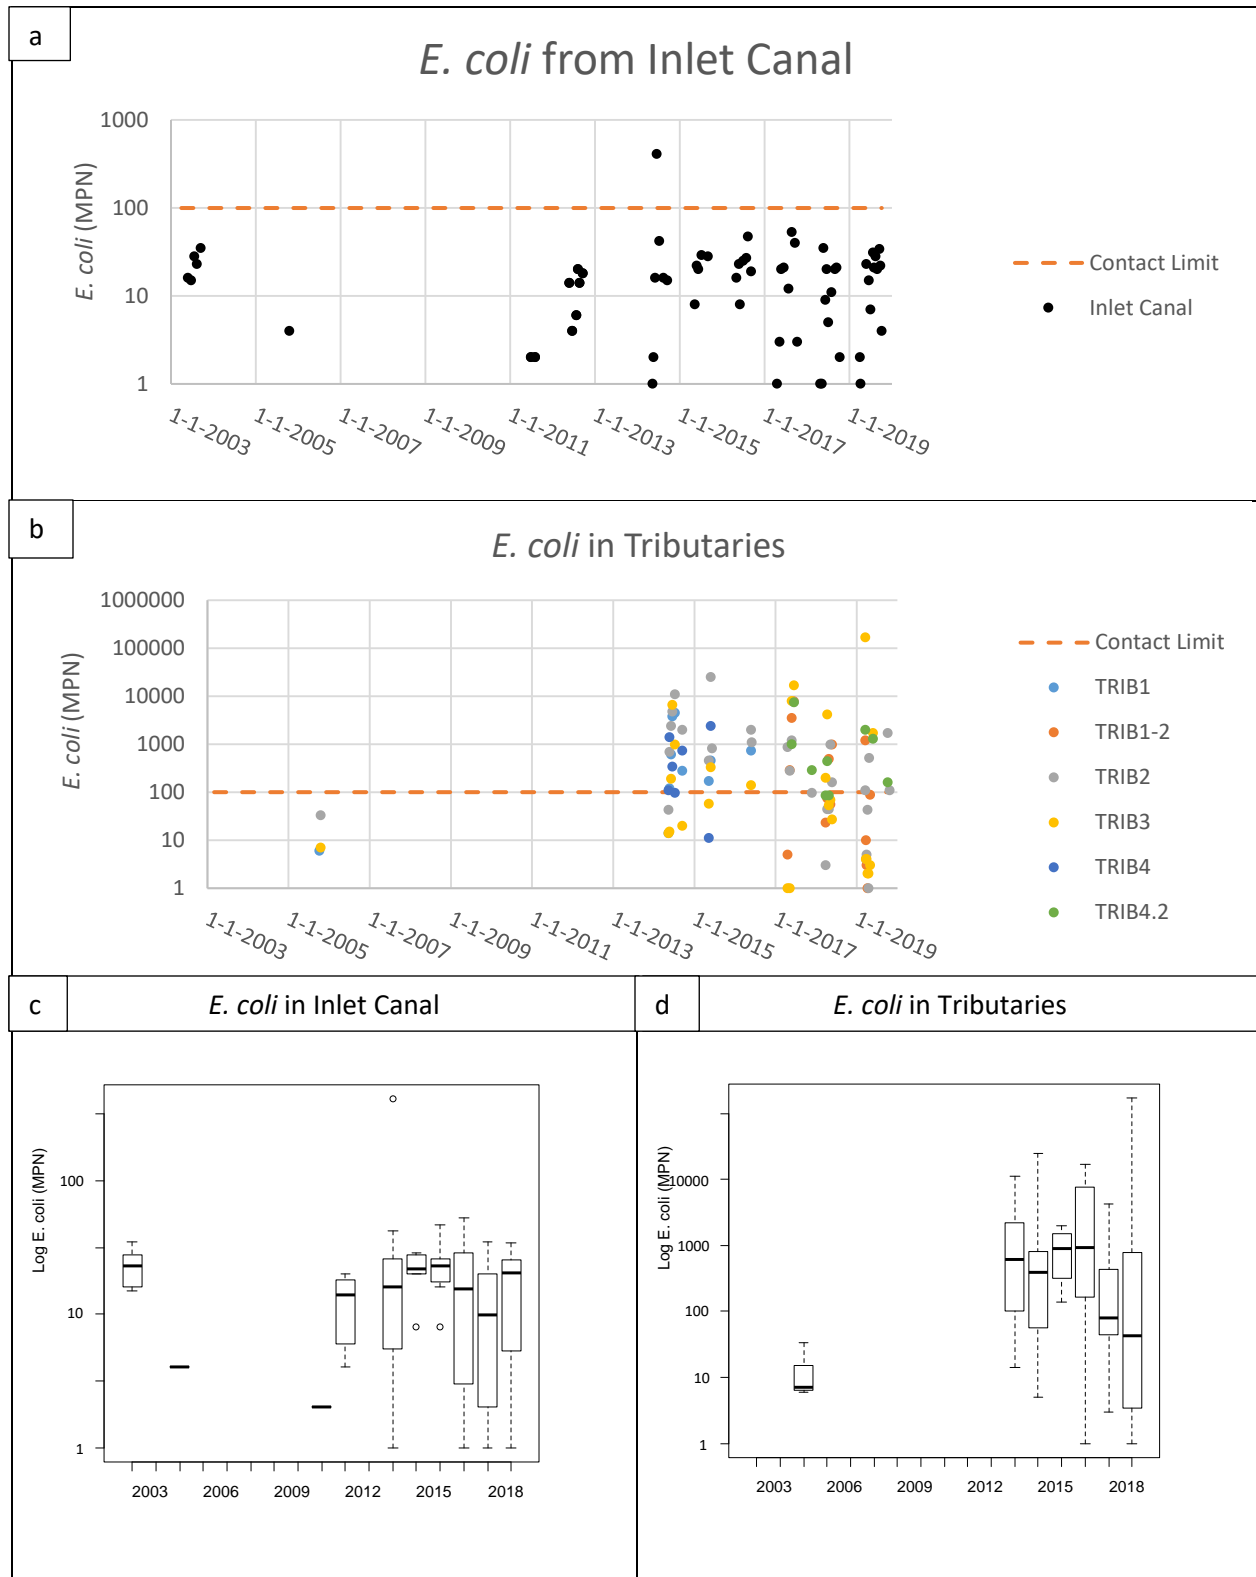 a
E. coli from Inlet Canal
E. coli (MPN)
1000
100
10
1
1-1-2003
1-1-2005
1-1-2007
1-1-2009
1-1-2011
1-1-2013
1-1-2015
1-1-2017
1-1-2019
Contact Limit
Inlet Canal
b
E. coli in Tributaries
E. coli (MPN)
1000000
100000
10000
1000
100
10
1
1-1-2003
1-1-2005
1-1-2007
1-1-2009
1-1-2011
1-1-2013
1-1-2015
1-1-2017
1-1-2019
Contact Limit
TRIB1
TRIB1-2
TRIB2
TRIB3
TRIB4
TRIB4.2
c
E. coli in Inlet Canal
Log E. coli (MPN)
100
10
1
2003
2006
2009
2012
2015
2018
d
E. coli in Tributaries
Log E. coli (MPN)
10000
1000
100
10
1
2003
2006
2009
2012
2015
2018